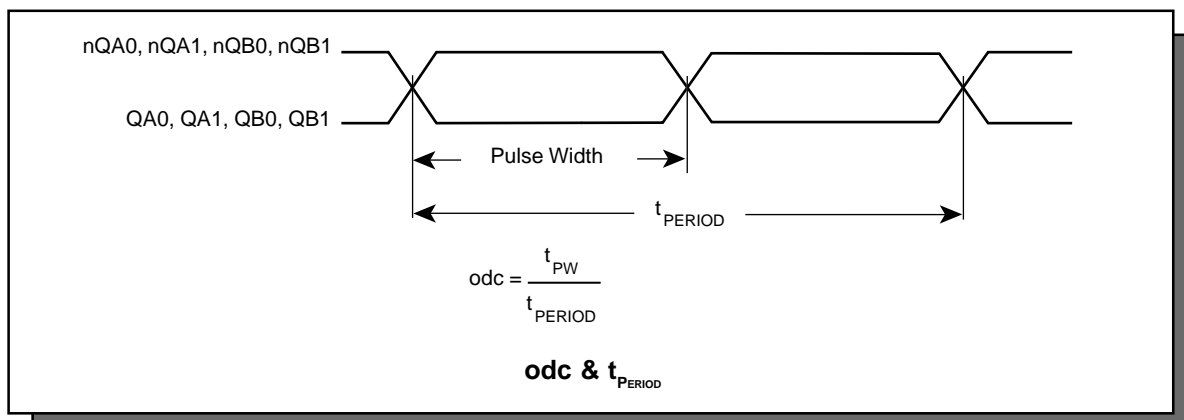 nQA0, nQA1, nQB0, nQB1
QA0, QA1, QB0, QB1
Pulse Width
tPERIOD
odc = tPW
tPERIOD
odc & tPERIOD